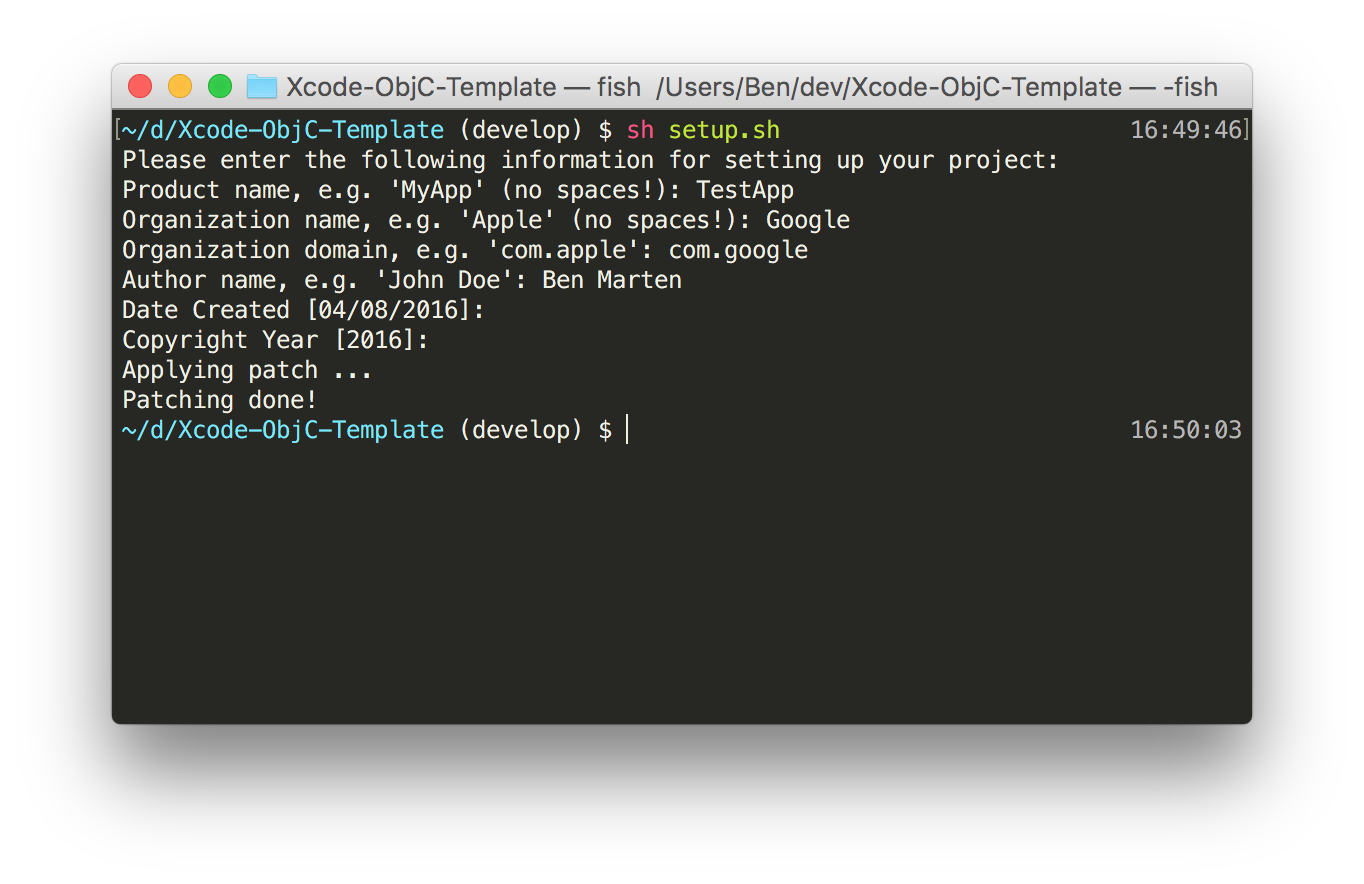 Xcode-ObjC-Template — fish  /Users/Ben/dev/Xcode-ObjC-Template — -fish
[~/d/Xcode-ObjC-Template (develop) $ sh setup.sh 16:49:46]
Please enter the following information for setting up your project:
Product name, e.g. 'MyApp' (no spaces!): TestApp
Organization name, e.g. 'Apple' (no spaces!): Google
Organization domain, e.g. 'com.apple': com.google
Author name, e.g. 'John Doe': Ben Marten
Date Created [04/08/2016]:
Copyright Year [2016]:
Applying patch ...
Patching done!
~/d/Xcode-ObjC-Template (develop) $ 16:50:03